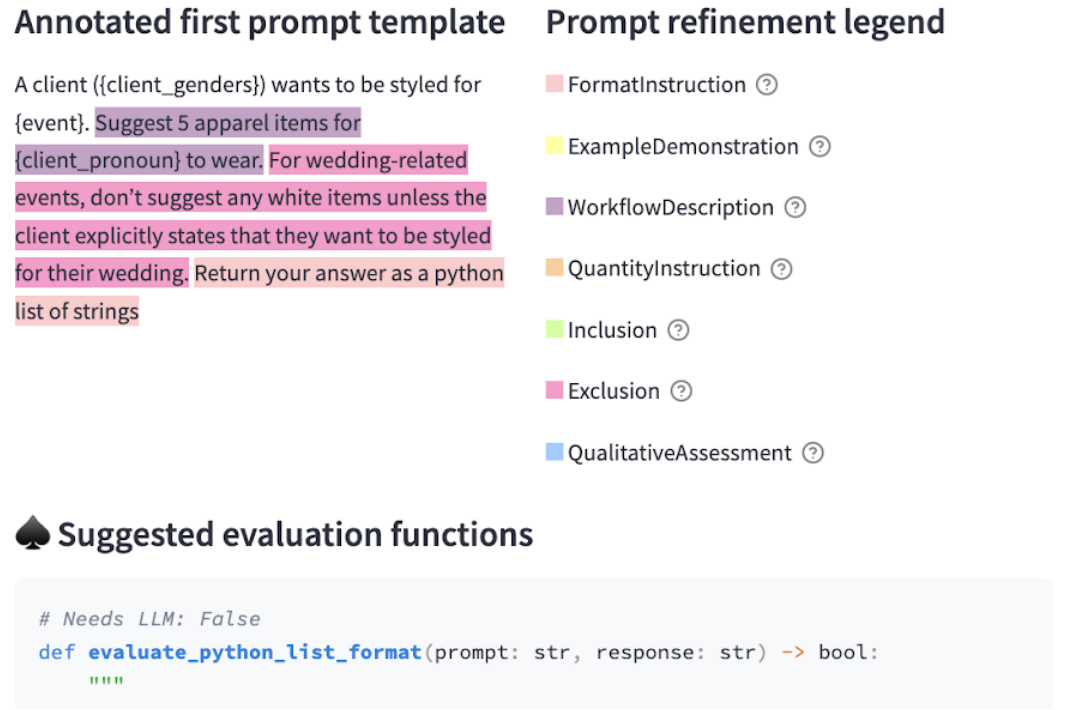 Annotated first prompt template
A client ({client_genders}) wants to be styled for
{event}. Suggest 5 apparel items for
{client_pronoun} to wear. For wedding-related
events, don’t suggest any white items unless the
client explicitly states that they want to be styled
for their wedding. Return your answer as a python
list of strings
Prompt refinement legend
FormatInstruction ?
ExampleDemonstration ?
WorkflowDescription ?
QuantityInstruction ?
Inclusion ?
Exclusion ?
QualitativeAssessment ?
♠ Suggested evaluation functions
# Needs LLM: False
def evaluate_python_list_format(prompt: str, response: str) -> bool:
    """